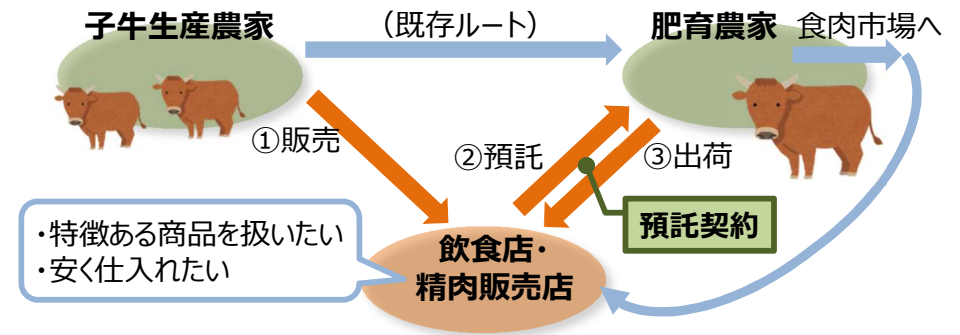 子牛生産農家
（既存ルート）
肥育農家
食肉市場へ
①販売
②預託
③出荷
預託契約
・特徴ある商品を扱いたい
・安く仕入れたい
飲食店・
精肉販売店